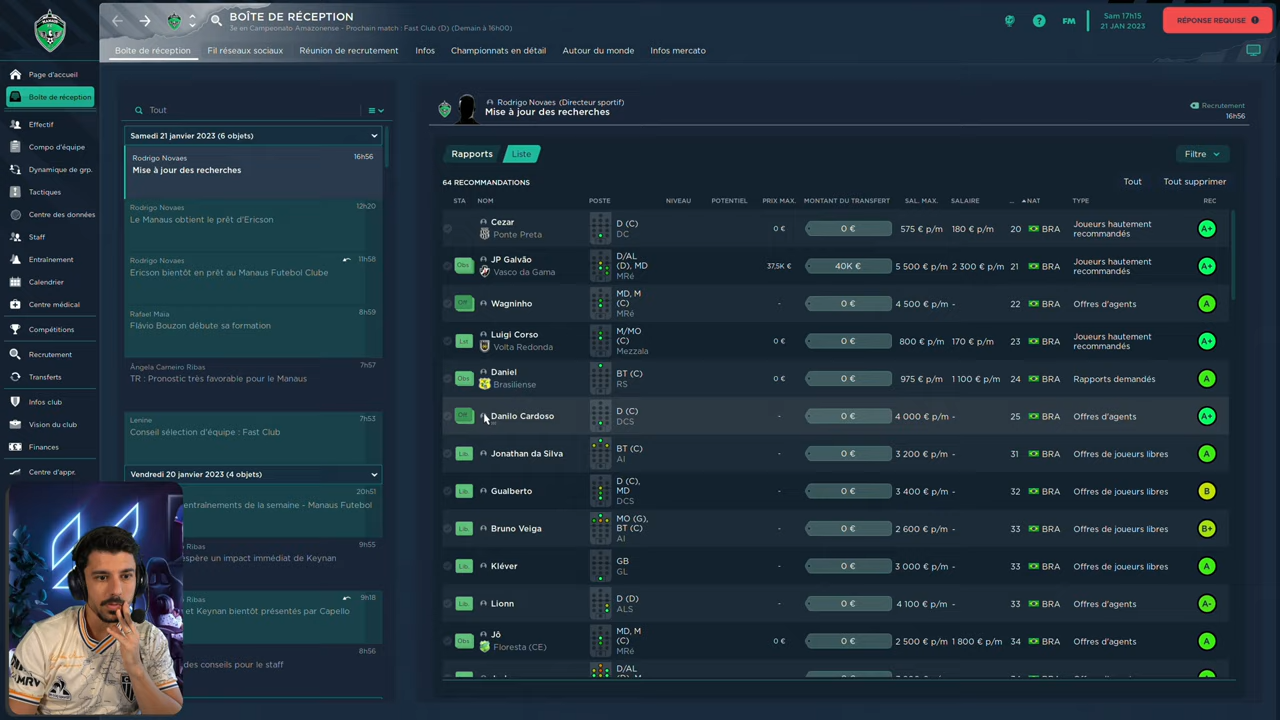 BOÎTE DE RÉCEPTION
3e en Campeonato Amazonense - Prochain match : Fast Club (D) (Demain à 16h00)
FM
Sam 17h15
21 JAN 2023
RÉPONSE REQUISE
Boîte de réception
Fil réseaux sociaux
Réunion de recrutement
Infos
Championnats en détail
Autour du monde
Infos mercato
Page d'accueil
Boîte de réception
Effectif
Compo d'équipe
Dynamique de grp.
Tactiques
Centre des données
Staff
Entraînement
Calendrier
Centre médical
Compétitions
Recrutement
Transferts
Infos club
Vision du club
Finances
Centre d'appr.
Tout
Samedi 21 janvier 2023 (6 objets)
Rodrigo Novaes 16h56
Mise à jour des recherches
Rodrigo Novaes 12h20
Le Manaus obtient le prêt d'Ericson
Rodrigo Novaes 11h58
Ericson bientôt en prêt au Manaus Futebol Clube
Rafael Maia 8h59
Flávio Bouzon débute sa formation
Ângela Carneiro Ribas 7h57
TR : Pronostic très favorable pour le Manaus
Lenine 7h53
Conseil sélection d'équipe : Fast Club
Vendredi 20 janvier 2023 (4 objets)
20h51
entraînements de la semaine - Manaus Futebol
Ribas 9h55
espère un impact immédiat de Keynan
Ribas 9h18
et Keynan bientôt présentés par Capello
8h56
des conseils pour le staff
Rodrigo Novaes (Directeur sportif)
Mise à jour des recherches
Recrutement
16h56
Rapports
Liste
Filtre
64 RECOMMANDATIONS
Tout
Tout supprimer
STA NOM POSTE NIVEAU POTENTIEL PRIX MAX. MONTANT DU TRANSFERT SAL. MAX. SALAIRE ... NAT TYPE REC
Cezar
Ponte Preta
D (C)
DC
0 € 0 € 575 € p/m 180 € p/m 20 BRA
Joueurs hautement
recommandés
A+
Obs JP Galvão
Vasco da Gama
D/AL
(D), MD
MRé
37,5K € 40K € 5 500 € p/m 2 300 € p/m 21 BRA
Joueurs hautement
recommandés
A+
Off Wagninho
MD, M
(C)
MRé
- 0 € 4 500 € p/m - 22 BRA Offres d'agents A
Lst Luigi Corso
Volta Redonda
M/MO
(C)
Mezzala
0 € 0 € 800 € p/m 170 € p/m 23 BRA
Joueurs hautement
recommandés
A+
Obs Daniel
Brasiliense
BT (C)
RS
0 € 0 € 975 € p/m 1 100 € p/m 24 BRA Rapports demandés A
Off Danilo Cardoso
D (C)
DCS
- 0 € 4 000 € p/m - 25 BRA Offres d'agents A+
Lib. Jonathan da Silva
BT (C)
AI
- 0 € 3 200 € p/m - 31 BRA Offres de joueurs libres A
Lib. Gualberto
D (C),
MD
DCS
- 0 € 3 400 € p/m - 32 BRA Offres de joueurs libres B
Lib. Bruno Veiga
MO (G),
BT (C)
AI
- 0 € 2 600 € p/m - 33 BRA Offres de joueurs libres B+
Lib. Kléver
GB
GL
- 0 € 3 000 € p/m - 33 BRA Offres de joueurs libres A
Lib. Lionn
D (D)
ALS
- 0 € 4 100 € p/m - 33 BRA Offres d'agents A-
Obs Jô
Floresta (CE)
MD, M
(C)
MRé
0 € 0 € 2 500 € p/m 1 800 € p/m 34 BRA Offres d'agents A
D/AL